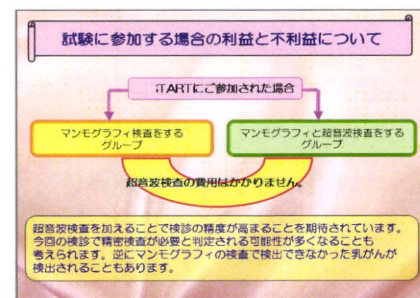 試験に参加する場合の利益と不利益について
iTARTにご参加された場合
マンモグラフィ検査をする
グループ
マンモグラフィと超音波検査をする
グループ
超音波検査の費用はかかりません。
超音波検査を加えることで検診の精度が高まることを期待されています。
今回の検診で精密検査が必要と判定される可能性が多くなることも
考えられます。逆にマンモグラフィの検査で検出できなかった乳がんが
検出されることもあります。